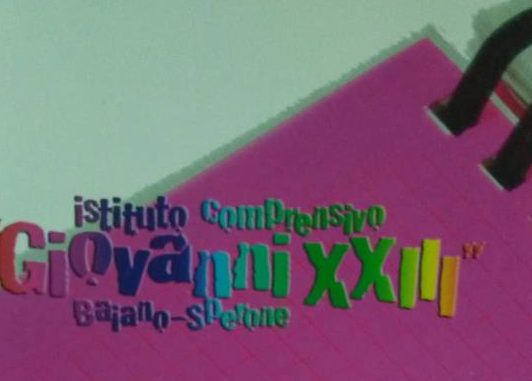 istituto comprensivo
"Giovanni XXIII"
Baiano-Sperone